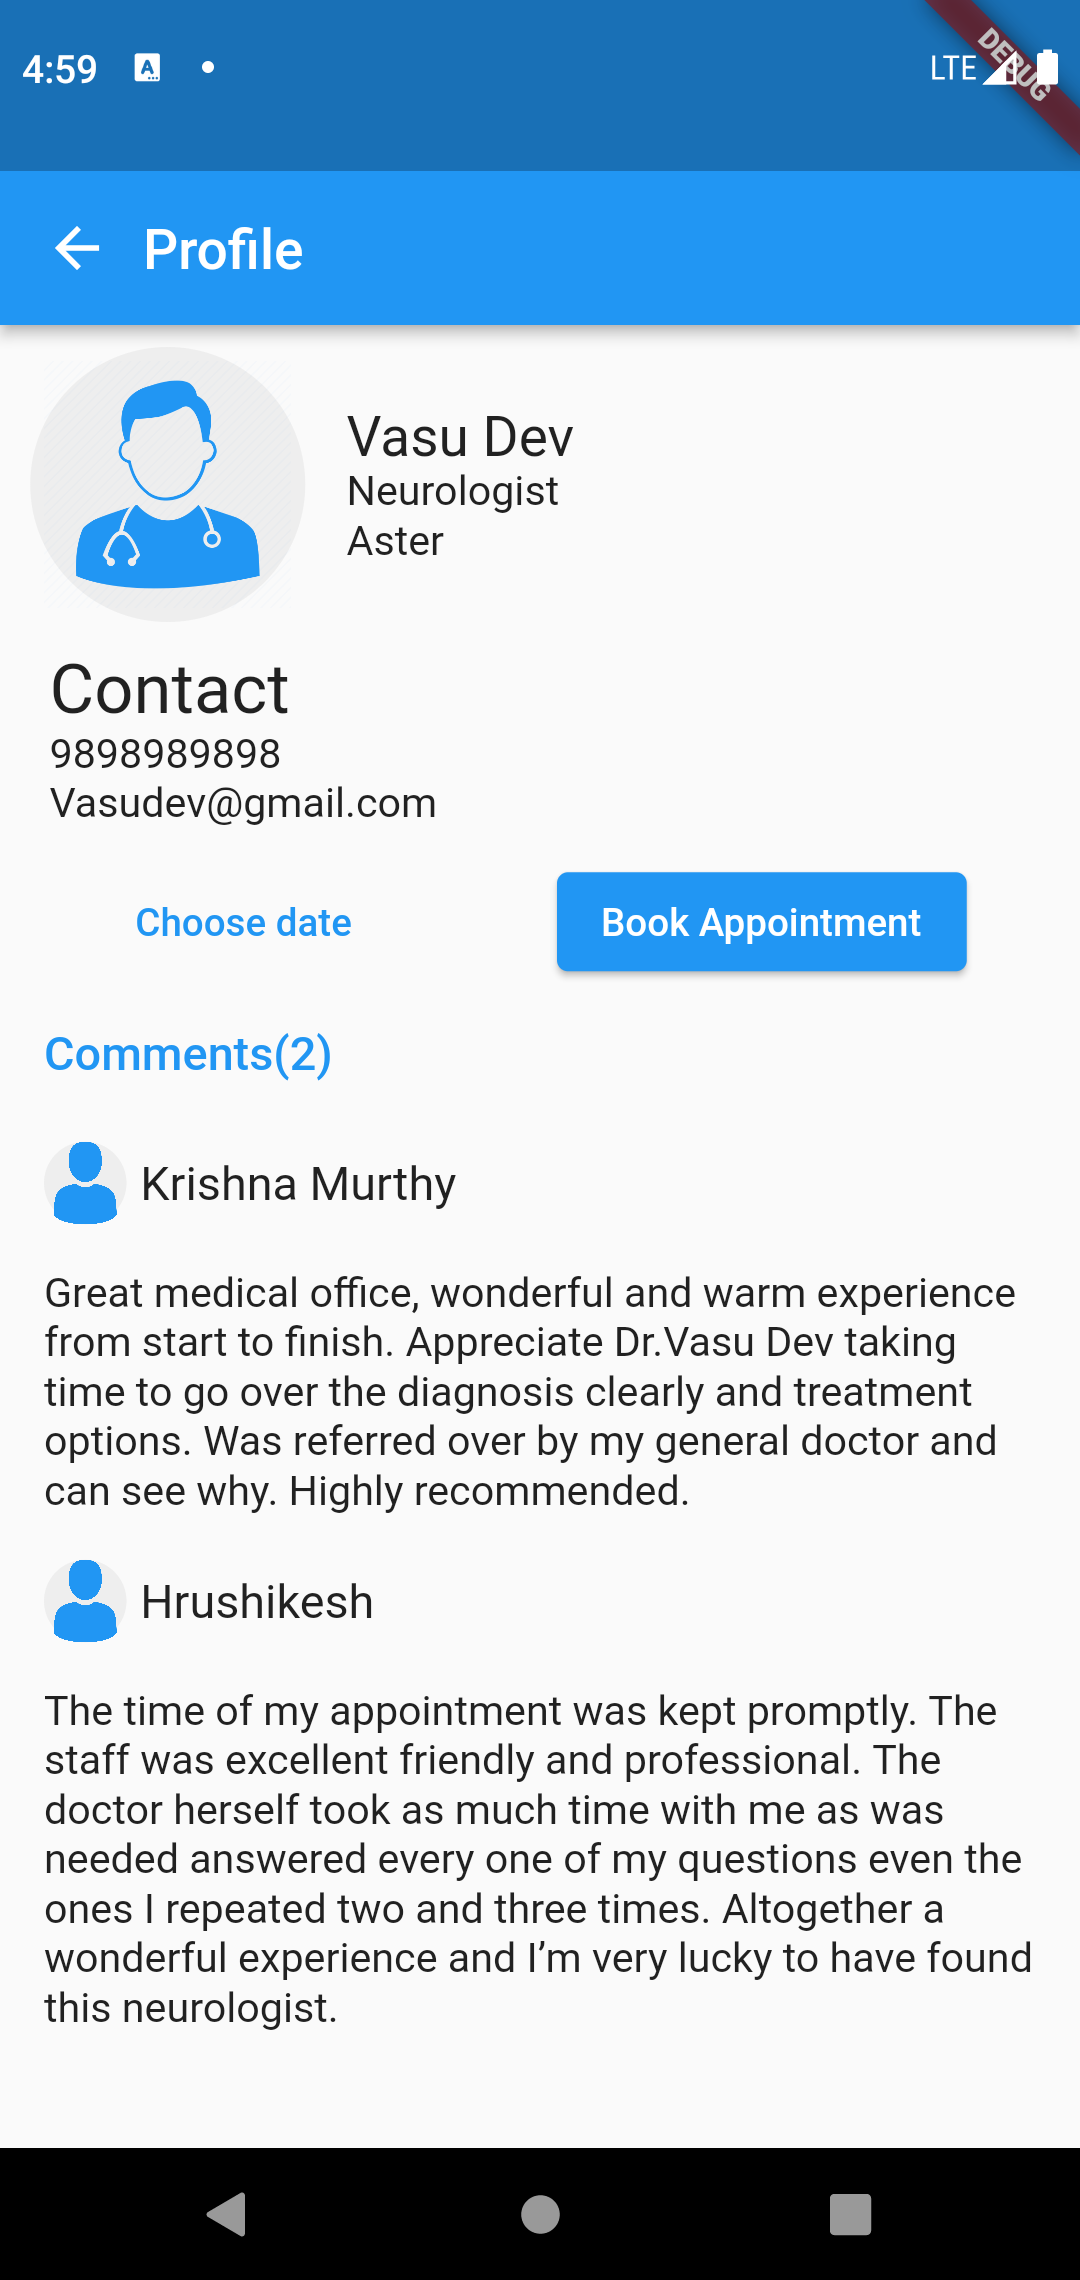 4:59
A
LTE
DEBUG
Profile
Vasu Dev
Neurologist
Aster
Contact
9898989898
Vasudev@gmail.com
Choose date
Book Appointment
Comments(2)
Krishna Murthy
Great medical office, wonderful and warm experience
from start to finish. Appreciate Dr.Vasu Dev taking
time to go over the diagnosis clearly and treatment
options. Was referred over by my general doctor and
can see why. Highly recommended.
Hrushikesh
The time of my appointment was kept promptly. The
staff was excellent friendly and professional. The
doctor herself took as much time with me as was
needed answered every one of my questions even the
ones I repeated two and three times. Altogether a
wonderful experience and I’m very lucky to have found
this neurologist.